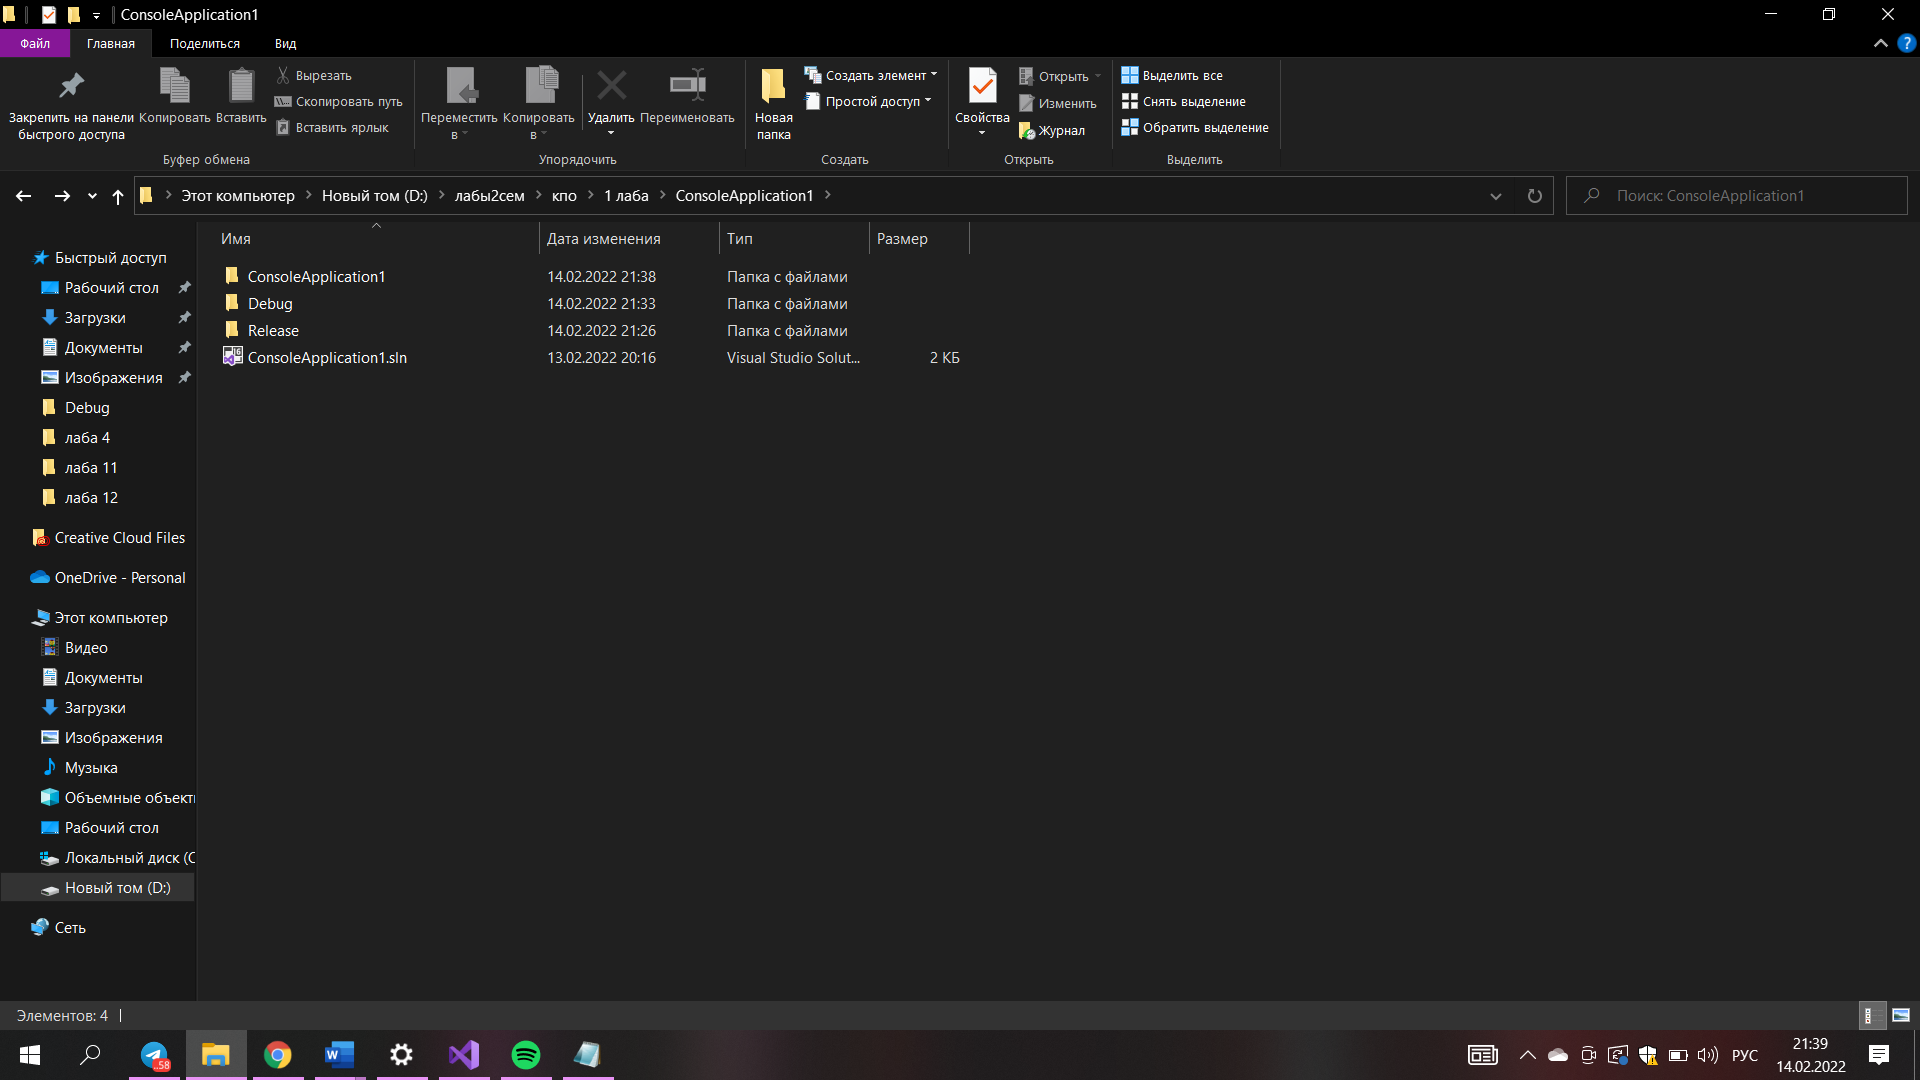 ConsoleApplication1
Файл Главная Поделиться Вид
Закрепить на панели быстрого доступа
Копировать
Вставить
Вырезать
Скопировать путь
Вставить ярлык
Буфер обмена
Переместить в
Копировать в
Удалить
Переименовать
Упорядочить
Новая папка
Создать элемент
Простой доступ
Создать
Свойства
Открыть
Изменить
Журнал
Открыть
Выделить все
Снять выделение
Обратить выделение
Выделить
Этот компьютер Новый том (D:) лабы2сем кпо 1 лаба ConsoleApplication1
Поиск: ConsoleApplication1
Имя Дата изменения Тип Размер
ConsoleApplication1 14.02.2022 21:38 Папка с файлами
Debug 14.02.2022 21:33 Папка с файлами
Release 14.02.2022 21:26 Папка с файлами
ConsoleApplication1.sln 13.02.2022 20:16 Visual Studio Solut... 2 КБ
Быстрый доступ
Рабочий стол
Загрузки
Документы
Изображения
Debug
лаба 4
лаба 11
лаба 12
Creative Cloud Files
OneDrive - Personal
Этот компьютер
Видео
Документы
Загрузки
Изображения
Музыка
Объемные объект
Рабочий стол
Локальный диск (C
Новый том (D:)
Сеть
Элементов: 4
..58
РУС
21:39
14.02.2022